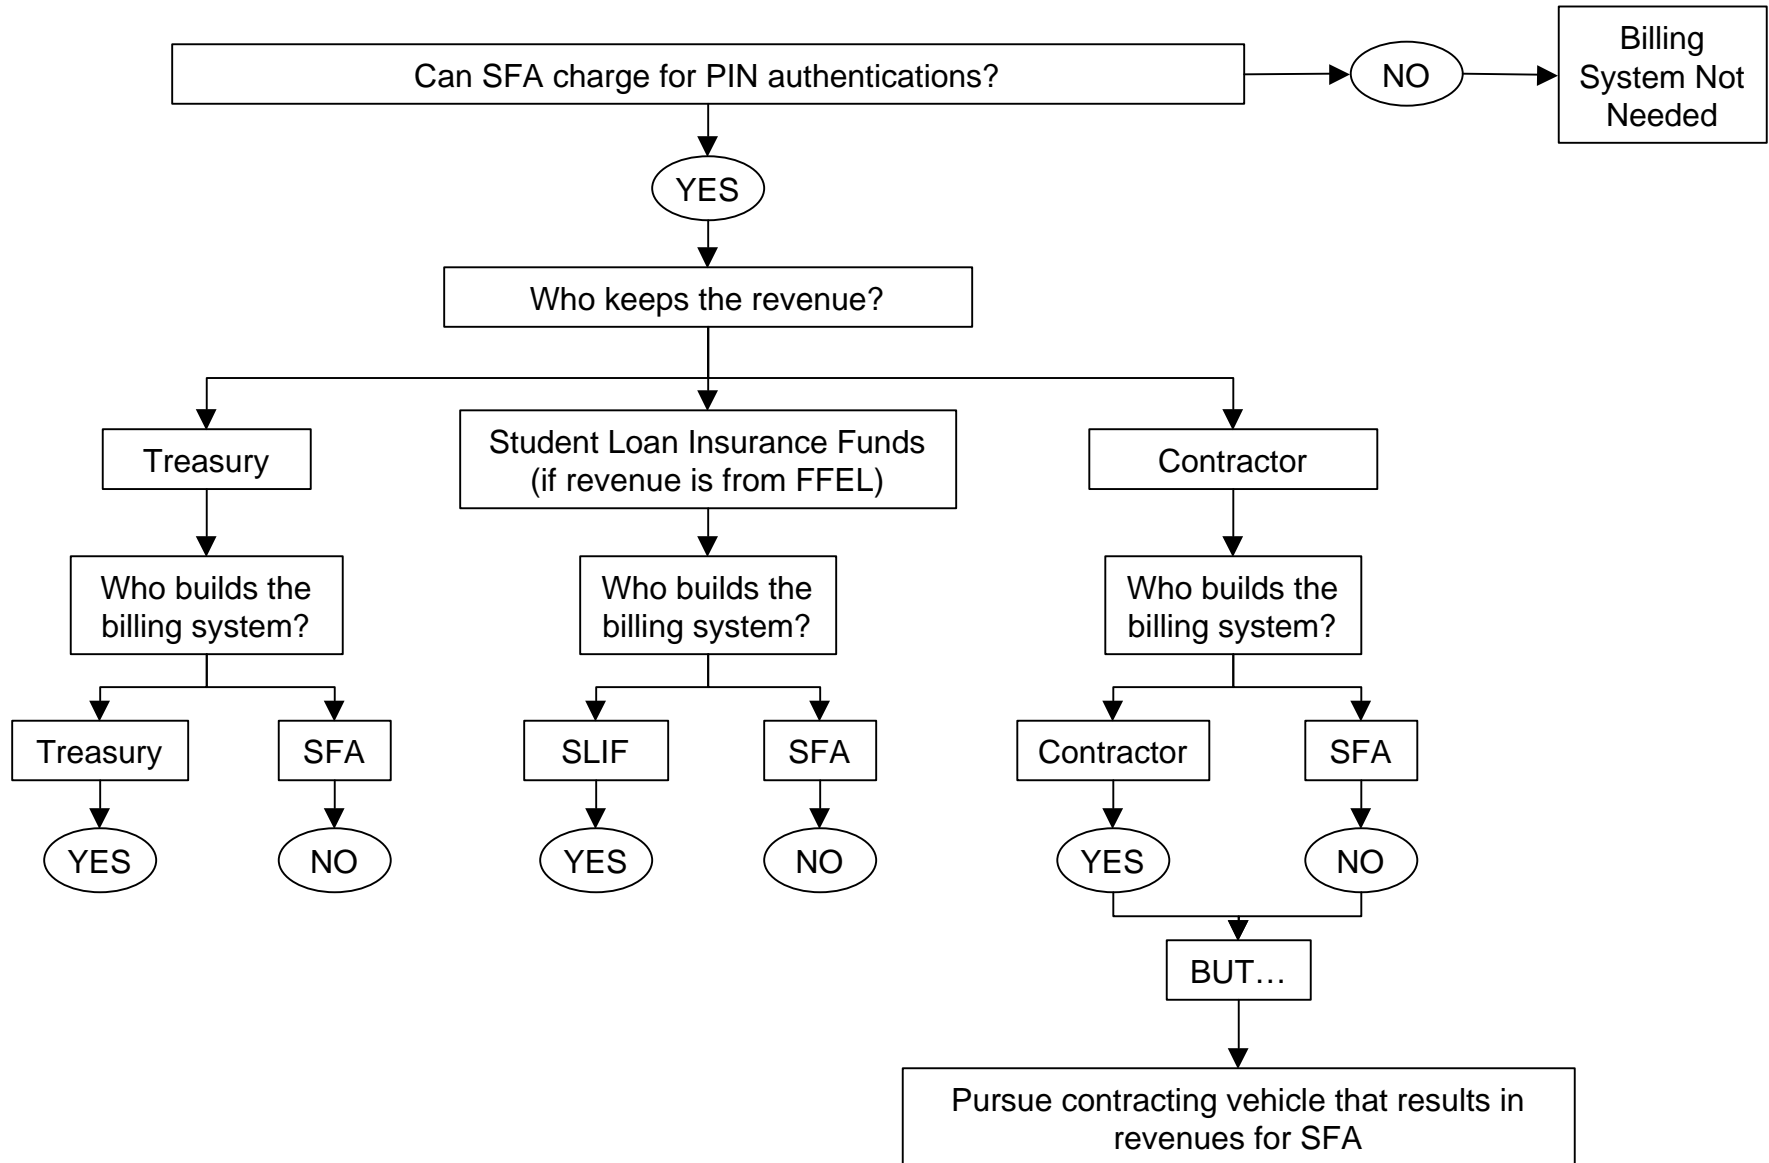 Can SFA charge for PIN authentications?
NO
Billing
System Not
Needed
YES
Who keeps the revenue?
Treasury
Student Loan Insurance Funds
(if revenue is from FFEL)
Contractor
Who builds the
billing system?
Who builds the
billing system?
Who builds the
billing system?
Treasury
SFA
SLIF
SFA
Contractor
SFA
YES
NO
YES
NO
YES
NO
BUT…
Pursue contracting vehicle that results in
revenues for SFA